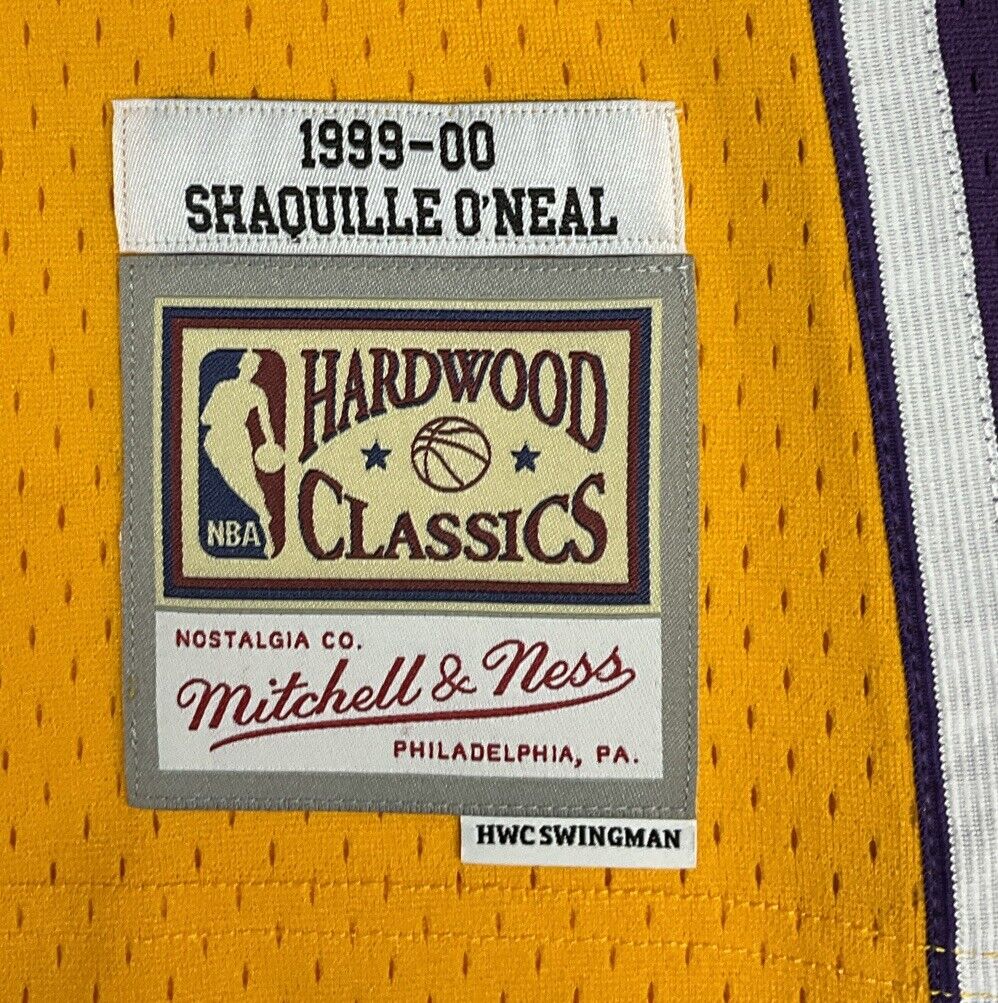 1999-00
SHAQUILLE O'NEAL
HARDWOOD
CLASSICS
NBA
NOSTALGIA CO.
Mitchell & Ness
PHILADELPHIA, PA.
HWC SWINGMAN